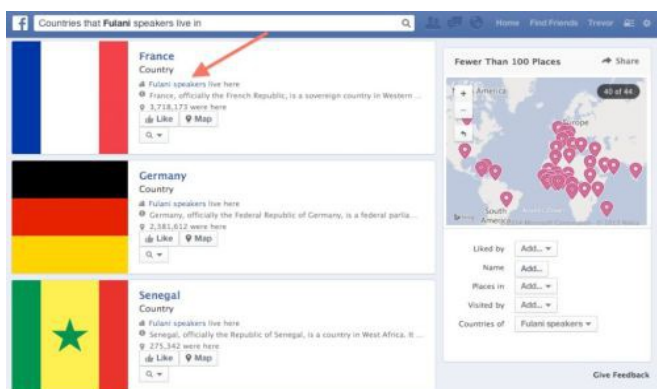 f
Countries that Fulani speakers live in
Home Find Friends Trevor
France
Country
Fulani speakers live here
France, officially the French Republic, is a sovereign country in Western ...
3,718,173 were here
Like Map
Germany
Country
Fulani speakers live here
Germany, officially the Federal Republic of Germany, is a federal parlia...
2,381,612 were here
Like Map
Senegal
Country
Fulani speakers live here
Senegal, officially the Republic of Senegal, is a country in West Africa. It ...
275,342 were here
Like Map
Fewer Than 100 Places Share
America
40 of 44
Europe
South
America
Liked by Add...
Name Add...
Places in Add...
Visited by Add...
Countries of Fulani speakers
Give Feedback